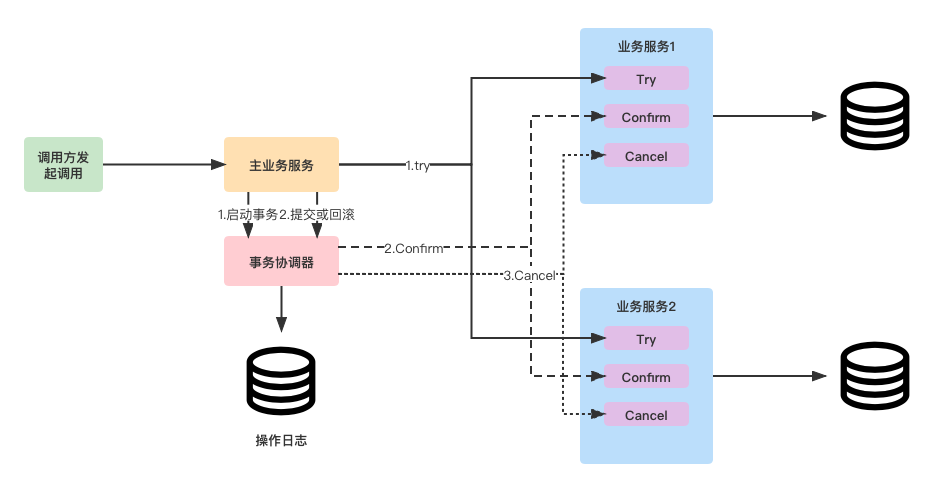 业务服务1
Try
Confirm
Cancel
调用方发
起调用
主业务服务
1.try
1.启动事务2.提交或回滚
2.Confirm
事务协调器
3.Cancel
业务服务2
Try
Confirm
Cancel
操作日志